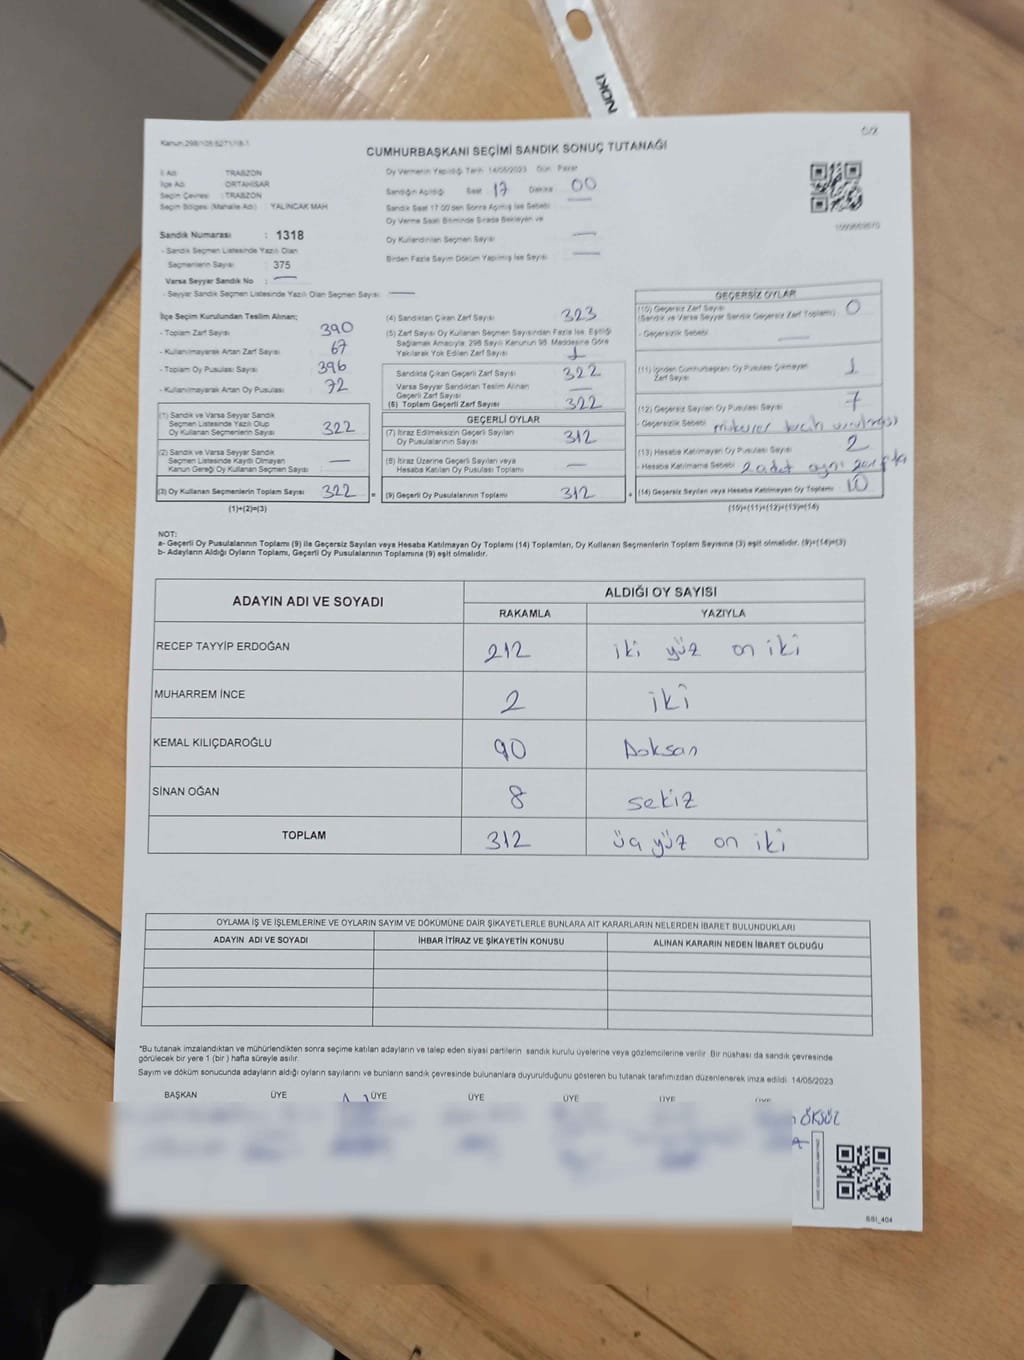 NOKI
Kanun:298/105 6271/18-1
CUMHURBAŞKANI SEÇİMİ SANDIK SONUÇ TUTANAĞI
İl Adı : TRABZON
İlçe Adı : ORTAHİSAR
Seçim Çevresi : TRABZON
Seçim Bölgesi (Mahalle Adı) : YALINCAK MAH
Sandık Numarası : 1318
- Sandık Seçmen Listesinde Yazılı Olan
Seçmenlerin Sayısı : 375
Varsa Seyyar Sandık No : —
- Seyyar Sandık Seçmen Listesinde Yazılı Olan Seçmen Sayısı : —
Oy Vermenin Yapıldığı Tarih: 14/05/2023 Gün: Pazar
Sandığın Açıldığı Saat : 17 Dakika : 00
Sandık Saat 17:00'den Sonra Açılmış İse Sebebi : —
Oy Verme Saati Bitiminde Sırada Bekleyen ve
Oy Kullandırılan Seçmen Sayısı —
Birden Fazla Sayım Döküm Yapılmış İse Sayısı —
İlçe Seçim Kurulundan Teslim Alınan;
- Toplam Zarf Sayısı : 390
- Kullanılmayarak Artan Zarf Sayısı : 67
- Toplam Oy Pusulası Sayısı : 396
- Kullanılmayarak Artan Oy Pusulası : 72
(1) Sandık ve Varsa Seyyar Sandık
Seçmen Listesinde Yazılı Olup
Oy Kullanan Seçmenlerin Sayısı : 322
(2) Sandık ve Varsa Seyyar Sandık
Seçmen Listesinde Kayıtlı Olmayan
Kanun Gereği Oy Kullanan Seçmen Sayısı : —
(3) Oy Kullanan Seçmenlerin Toplam Sayısı : 322 =
(1)+(2)=(3)
(4) Sandıktan Çıkan Zarf Sayısı : 323
(5) Zarf Sayısı Oy Kullanan Seçmen Sayısından Fazla İse, Eşitliği
Sağlamak Amacıyla; 298 Sayılı Kanunun 98. Maddesine Göre
Yakılarak Yok Edilen Zarf Sayısı : 1
Sandıkta Çıkan Geçerli Zarf Sayısı : 322
Varsa Seyyar Sandıktan Teslim Alınan
Geçerli Zarf Sayısı : —
(6) Toplam Geçerli Zarf Sayısı : 322
GEÇERLİ OYLAR
(7) İtiraz Edilmeksizin Geçerli Sayılan
Oy Pusulalarının Sayısı : 312
(8) İtiraz Üzerine Geçerli Sayılan veya
Hesaba Katılan Oy Pusulası Toplamı : —
(9) Geçerli Oy Pusulalarının Toplamı : 312 +
GEÇERSİZ OYLAR
(10) Geçersiz Zarf Sayısı
(Sandık ve Varsa Seyyar Sandık Geçersiz Zarf Toplamı) : 0
- Geçersizlik Sebebi : —
(11) İçinden Cumhurbaşkanı Oy Pusulası Çıkmayan
Zarf Sayısı : 1
(12) Geçersiz Sayılan Oy Pusulası Sayısı : 7
- Geçersizlik Sebebi
(13) Hesaba Katılmayan Oy Pusulası Sayısı : 2
- Hesaba Katılmama Sebebi : 2 adet aynı zarfta
(14) Geçersiz Sayılan veya Hesaba Katılmayan Oy Toplamı : 10
(10)+(11)+(12)+(13)=(14)
NOT:
a- Geçerli Oy Pusulalarının Toplamı (9) ile Geçersiz Sayılan veya Hesaba Katılmayan Oy Toplamı (14) Toplamları, Oy Kullanan Seçmenlerin Toplam Sayısına (3) eşit olmalıdır. (9)+(14)=(3)
b- Adayların Aldığı Oyların Toplamı, Geçerli Oy Pusulalarının Toplamına (9) eşit olmalıdır.
ADAYIN ADI VE SOYADI ALDIĞI OY SAYISI
RAKAMLA YAZIYLA
RECEP TAYYİP ERDOĞAN 212 iki yüz on iki
MUHARREM İNCE 2 iki
KEMAL KILIÇDAROĞLU 90 Doksan
SİNAN OĞAN 8 sekiz
TOPLAM 312 üç yüz on iki
OYLAMA İŞ VE İŞLEMLERİNE VE OYLARIN SAYIM VE DÖKÜMÜNE DAİR ŞİKAYETLERLE BUNLARA AİT KARARLARIN NELERDEN İBARET BULUNDUKLARI
ADAYIN ADI VE SOYADI İHBAR İTİRAZ VE ŞİKAYETİN KONUSU ALINAN KARARIN NEDEN İBARET OLDUĞU
*Bu tutanak imzalandıktan ve mühürlendikten sonra seçime katılan adayların ve talep eden siyasi partilerin sandık kurulu üyelerine veya gözlemcilerine verilir. Bir nüshası da sandık çevresinde
görülecek bir yere 1 (bir) hafta süreyle asılır.
Sayım ve döküm sonucunda adayların aldığı oyların sayılarını ve bunların sandık çevresinde bulunanlara duyurulduğunu gösteren bu tutanak tarafımızdan düzenlenerek imza edildi. 14/05/2023
BAŞKAN ÜYE ÜYE ÜYE ÜYE ÜYE ÜYE
ÖKSÜZ